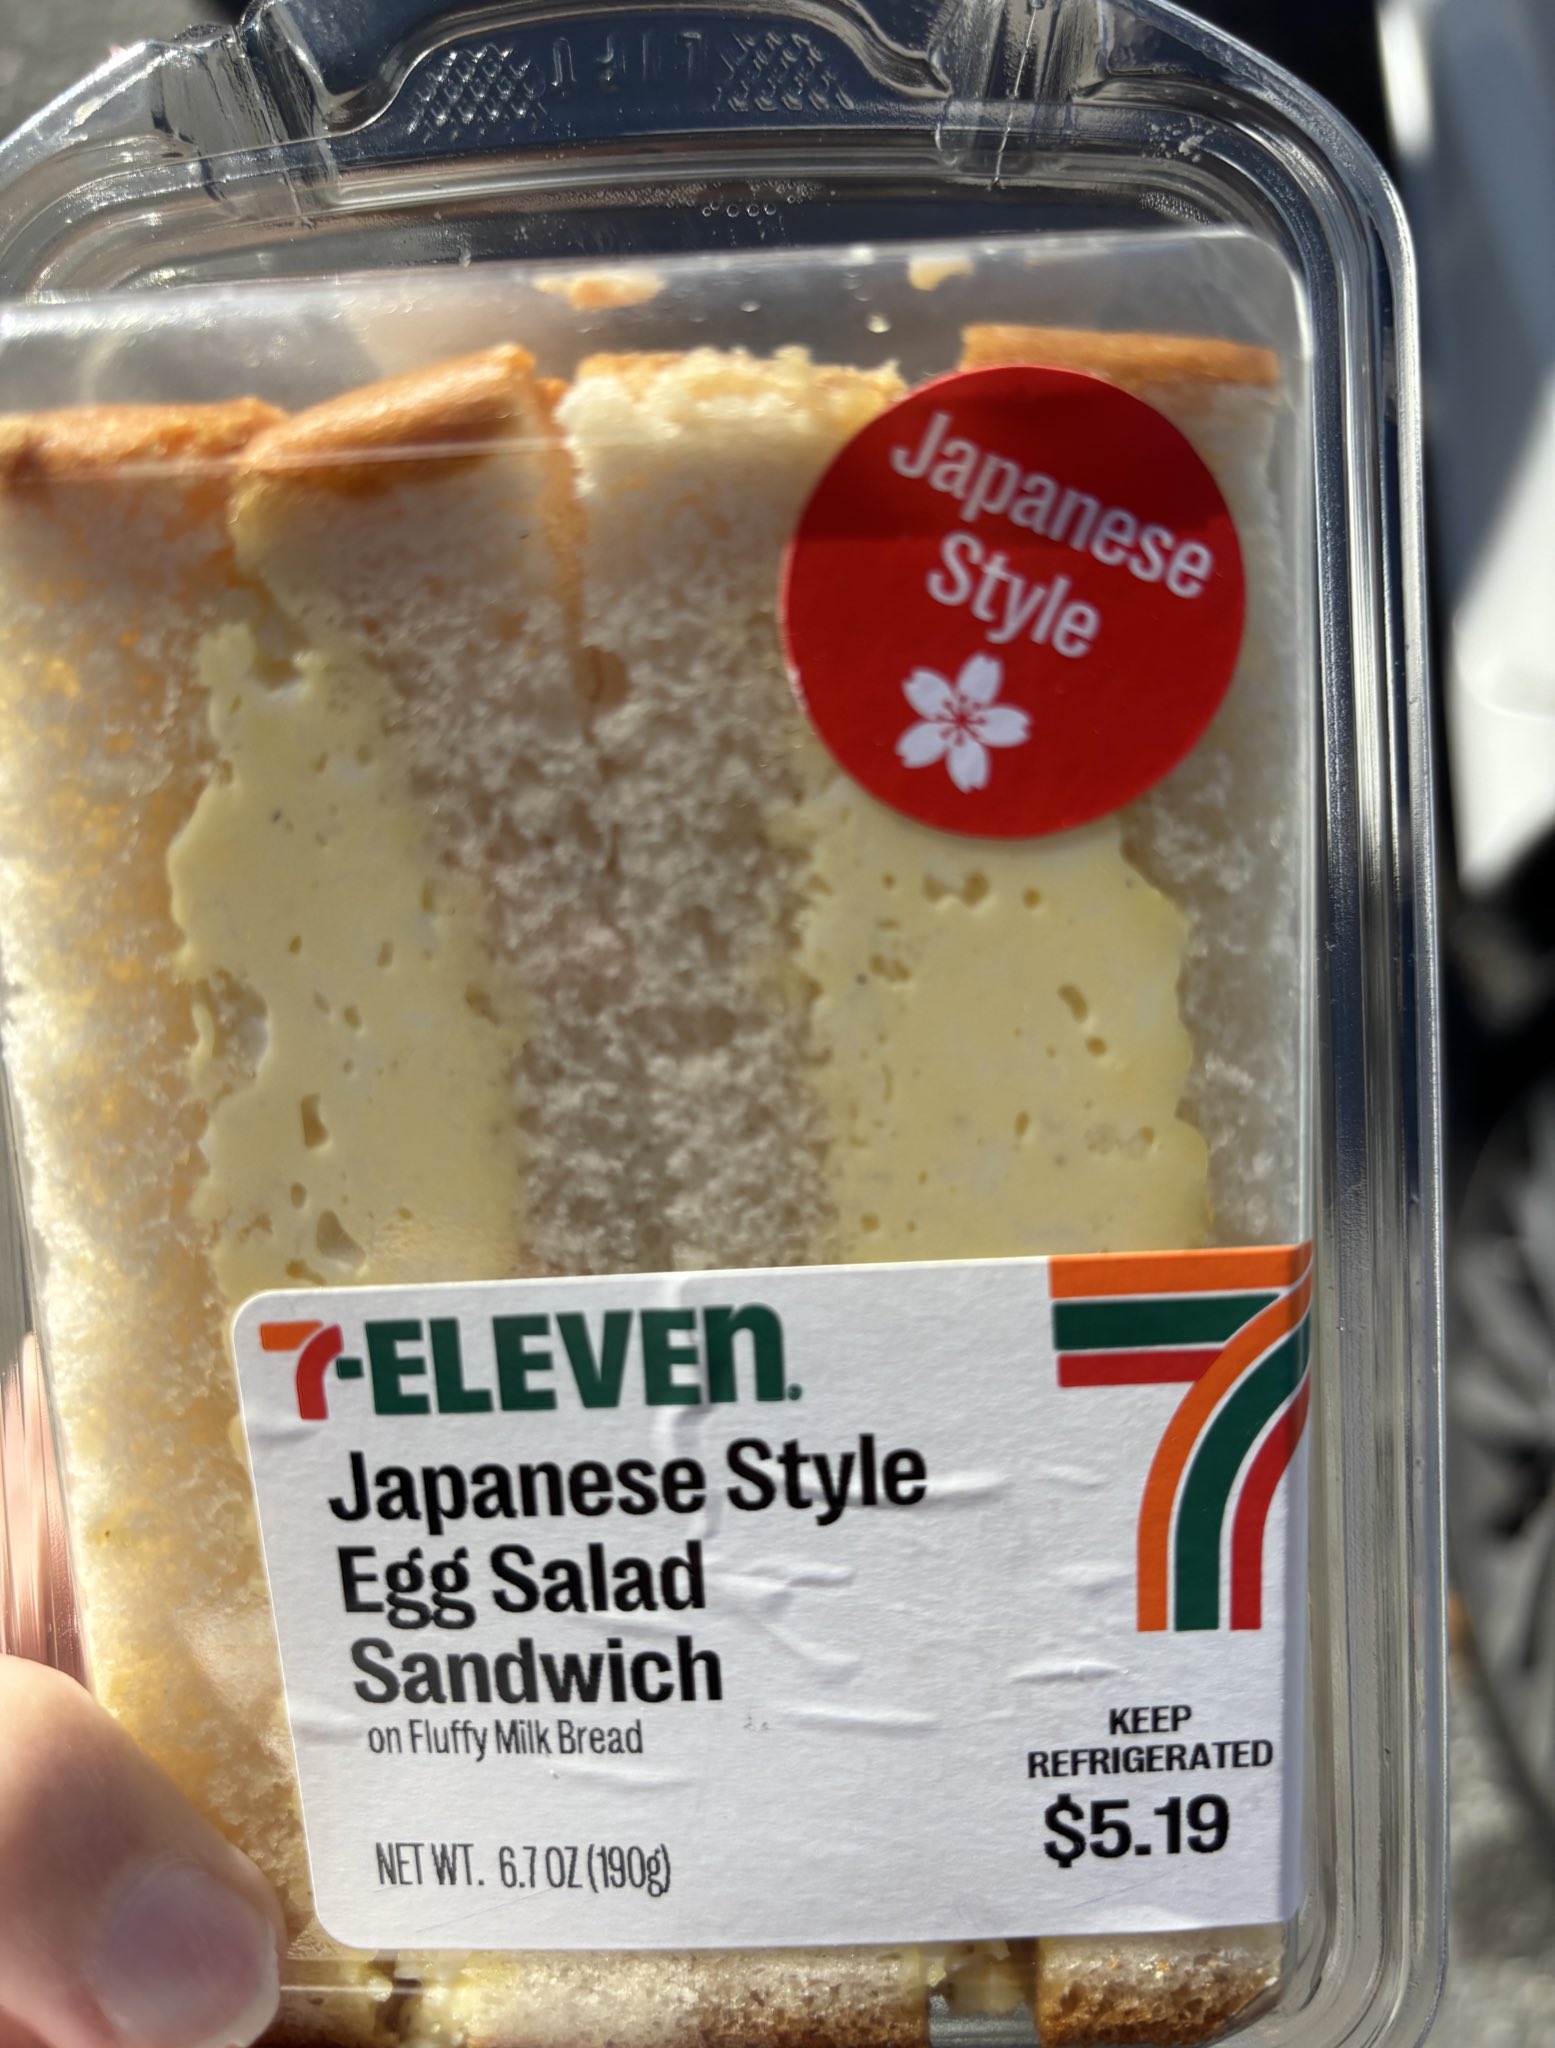 Japanese
Style
7-ELEVEn.
Japanese Style
Egg Salad
Sandwich
on Fluffy Milk Bread
NET WT. 6.7 OZ (190g)
7
KEEP
REFRIGERATED
$5.19